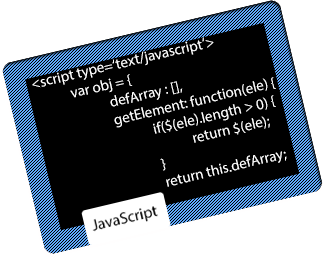 <script type='text/javascript'>
var obj = {
defArray : [],
getElement: function(ele) {
if($(ele).length > 0) {
return $(ele);
}
return this.defArray;
JavaScript